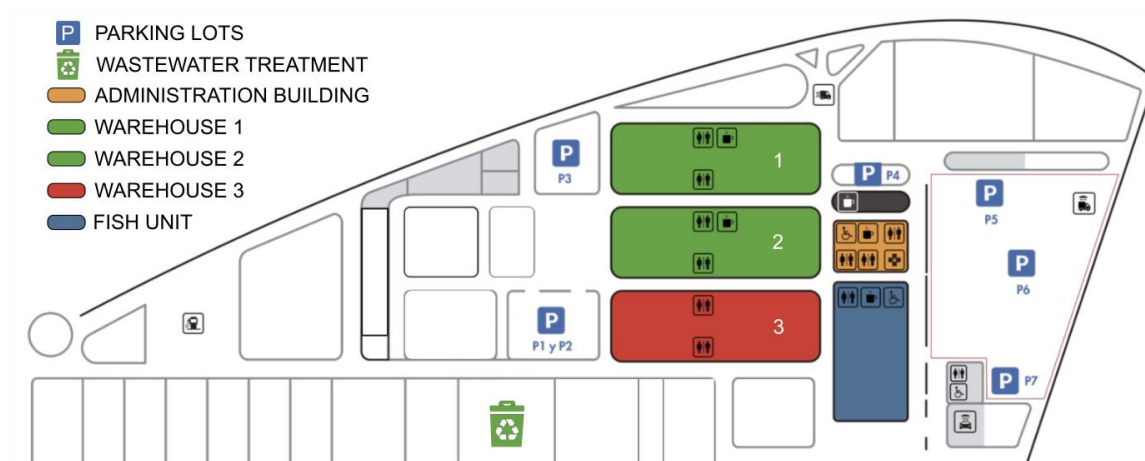 P PARKING LOTS
WASTEWATER TREATMENT
ADMINISTRATION BUILDING
WAREHOUSE 1
WAREHOUSE 2
WAREHOUSE 3
FISH UNIT
P
P3
1
P P4
P
P5
2
P
P6
P
P1 y P2
3
P P7